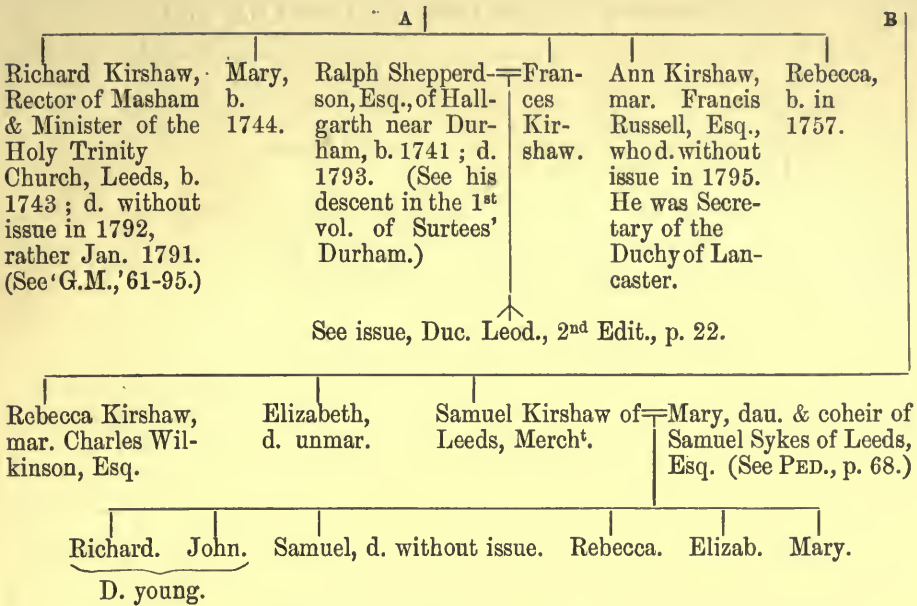 A B
Richard Kirshaw,
Rector of Masham
& Minister of the
Holy Trinity
Church, Leeds, b.
1743 ; d. without
issue in 1792,
rather Jan. 1791.
(See ‘G.M.,’ 61-95.)
Mary,
b.
1744.
Ralph Shepperd-
son, Esq., of Hall-
garth near Dur-
ham, b. 1741 ; d.
1793. (See his
descent in the 1st
vol. of Surtees’
Durham.)
Fran-
ces
Kir-
shaw.
Ann Kirshaw,
mar. Francis
Russell, Esq.,
who d. without
issue in 1795.
He was Secre-
tary of the
Duchy of Lan-
caster.
Rebecca,
b. in
1757.
See issue, Duc. Leod., 2nd Edit., p. 22.
Rebecca Kirshaw,
mar. Charles Wil-
kinson, Esq.
Elizabeth,
d. unmar.
Samuel Kirshaw of
Leeds, Mercht.
Mary, dau. & coheir of
Samuel Sykes of Leeds,
Esq. (See PED., p. 68.)
Richard. John. Samuel, d. without issue. Rebecca. Elizab. Mary.
D. young.